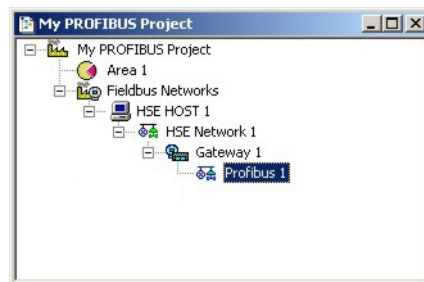 My PROFIBUS Project
My PROFIBUS Project
Area 1
Fieldbus Networks
HSE HOST 1
HSE Network 1
Gateway 1
Profibus 1